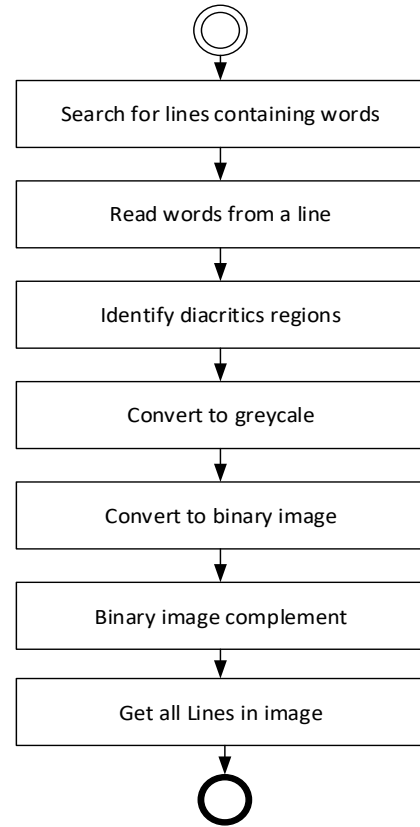 Search for lines containing words
Read words from a line
Identify diacritics regions
Convert to greycale
Convert to binary image
Binary image complement
Get all Lines in image